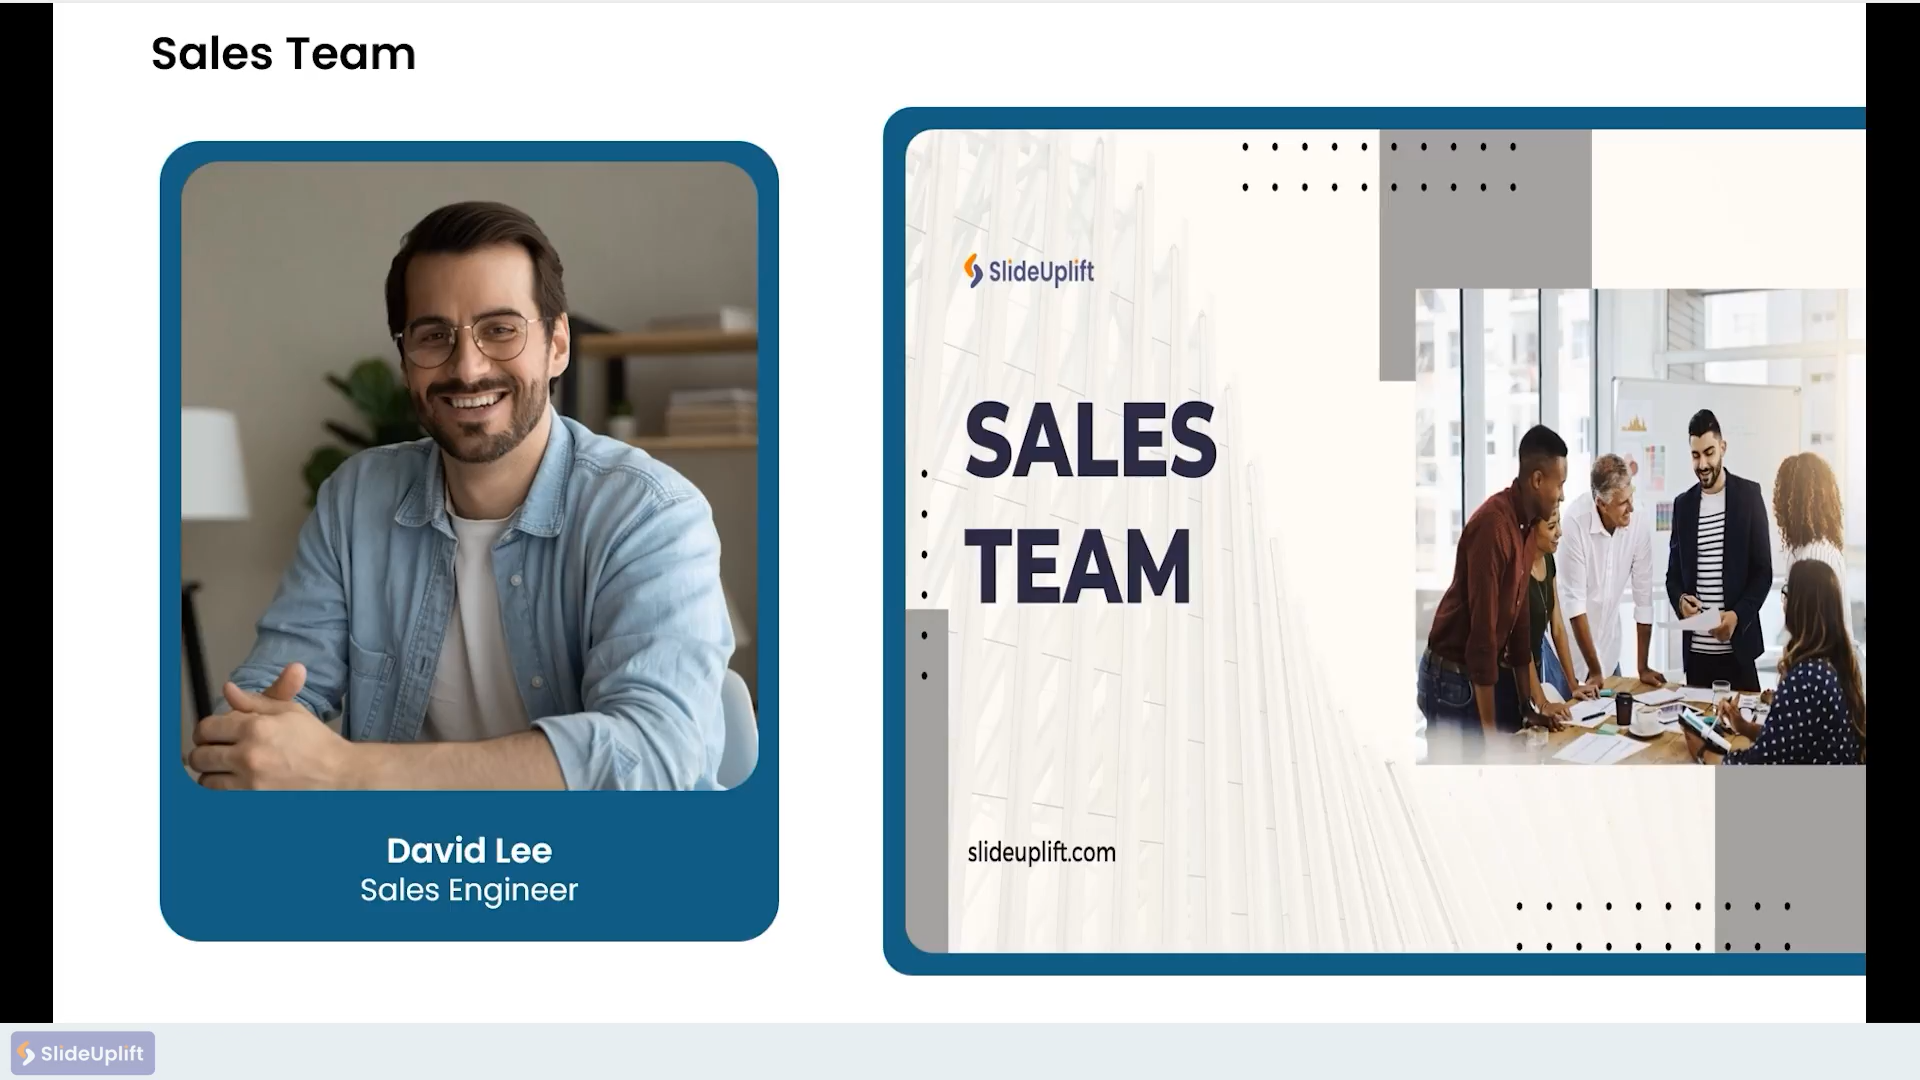 Sales Team
David Lee
Sales Engineer
SlideUplift
SALES
TEAM
slideuplift.com
SlideUplift